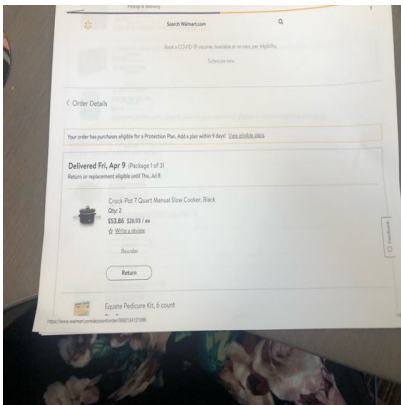 Pickup & delivery
Search Walmart.com
Book a COVID-19 vaccine. Available at no cost, per eligibility.
Schedule now
< Order Details
Your order has purchases eligible for a Protection Plan. Add a plan within 9 days! View eligible plans
Delivered Fri, Apr 9 (Package 1 of 3)
Return or replacement eligible until Thu, Jul 8
Crock-Pot 7 Quart Manual Slow Cooker, Black
Qty: 2
$53.86 $26.93 / ea
Write a review
Reorder
Return
Feedback
Equate Pedicure Kit, 6 count